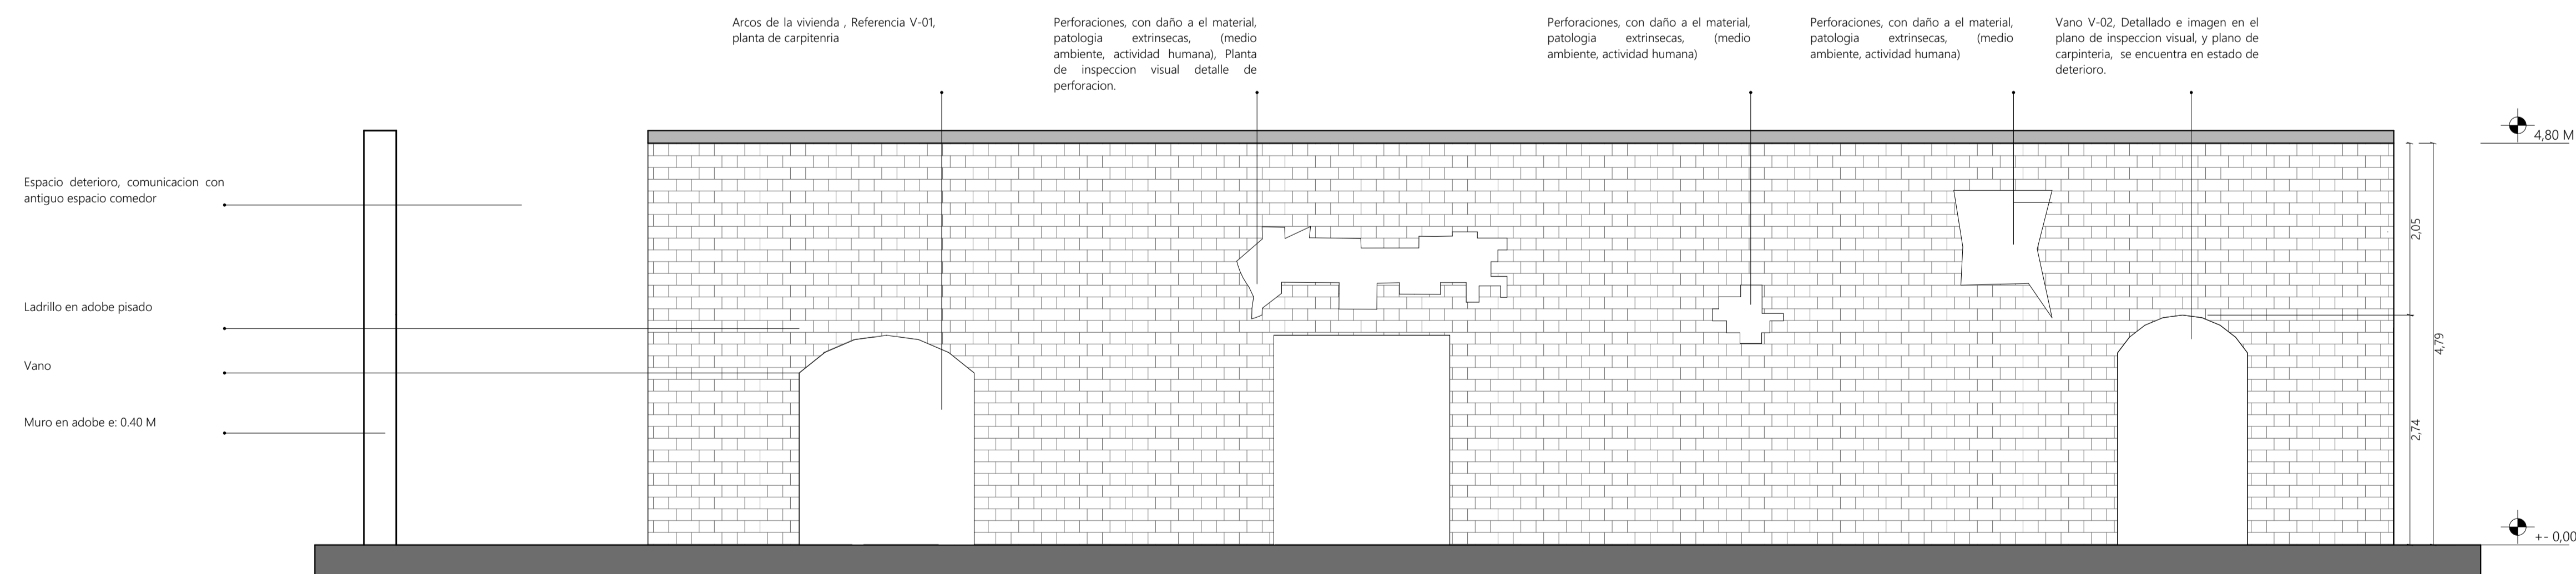 Arcos de la vivienda , Referencia V-01,
planta de carpitenria
Perforaciones, con daño a el material,
patologia extrinsecas, (medio
ambiente, actividad humana), Planta
de inspeccion visual detalle de
perforacion.
Perforaciones, con daño a el material,
patologia extrinsecas, (medio
ambiente, actividad humana)
Perforaciones, con daño a el material,
patologia extrinsecas, (medio
ambiente, actividad humana)
Vano V-02, Detallado e imagen en el
plano de inspeccion visual, y plano de
carpinteria, se encuentra en estado de
deterioro.
4,80 M
Espacio deterioro, comunicacion con
antiguo espacio comedor
2,05
Ladrillo en adobe pisado
4,79
Vano
Muro en adobe e: 0.40 M
2,74
+- 0,00